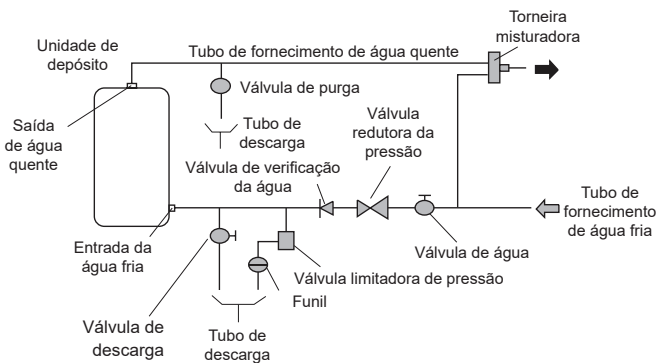 Torneira
misturadora
Unidade de
depósito
Tubo de fornecimento de água quente
Válvula de purga
Saída
de água
quente
Tubo de
descarga
Válvula
redutora da
pressão
Válvula de verificação
da água
Tubo de
fornecimento
de água fria
Entrada da
água fria
Válvula de água
Válvula limitadora de pressão
Funil
Válvula de
descarga
Tubo de
descarga